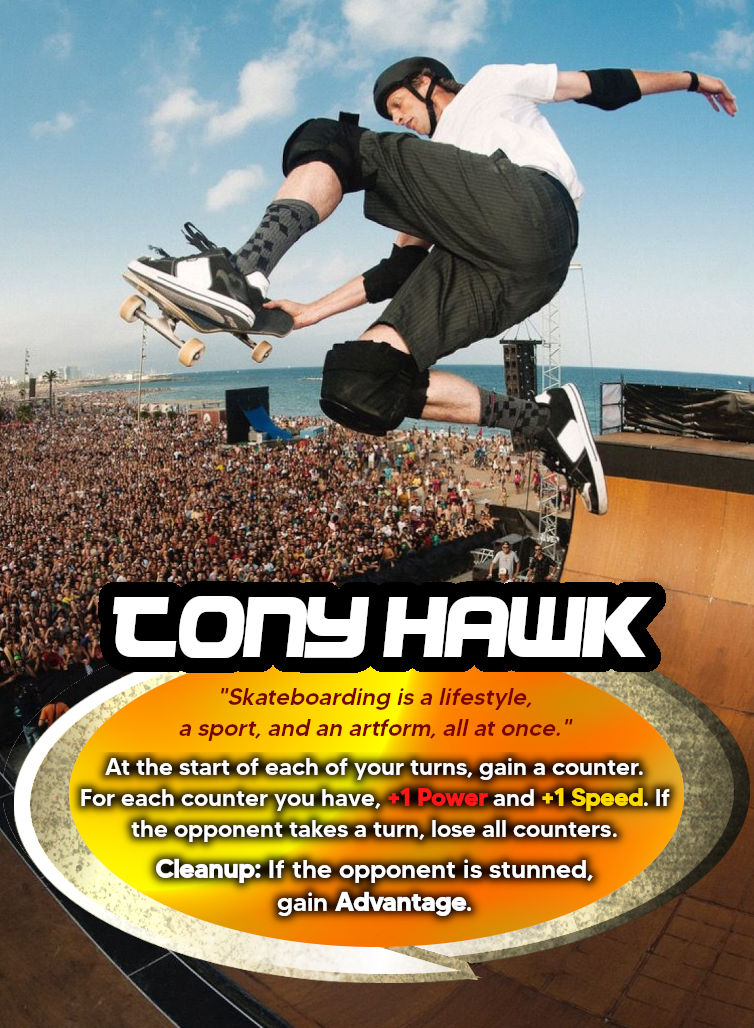 TONY HAWK
"Skateboarding is a lifestyle,
a sport, and an artform, all at once."
At the start of each of your turns, gain a counter.
For each counter you have, +1 Power and +1 Speed. If
the opponent takes a turn, lose all counters.
Cleanup: If the opponent is stunned,
gain Advantage.